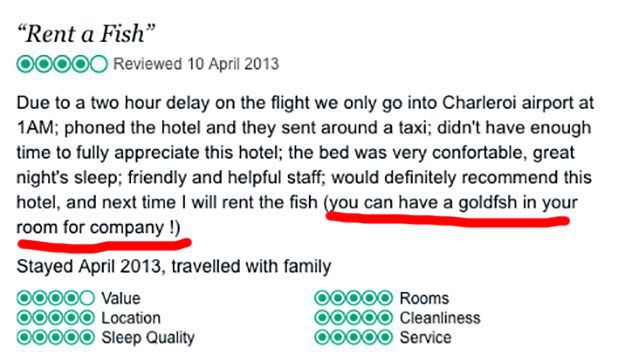 “Rent a Fish”
Reviewed 10 April 2013
Due to a two hour delay on the flight we only go into Charleroi airport at
1AM; phoned the hotel and they sent around a taxi; didn't have enough
time to fully appreciate this hotel; the bed was very confortable, great
night's sleep; friendly and helpful staff; would definitely recommend this
hotel, and next time I will rent the fish (you can have a goldfsh in your
room for company !)
Stayed April 2013, travelled with family
Value Rooms
Location Cleanliness
Sleep Quality Service